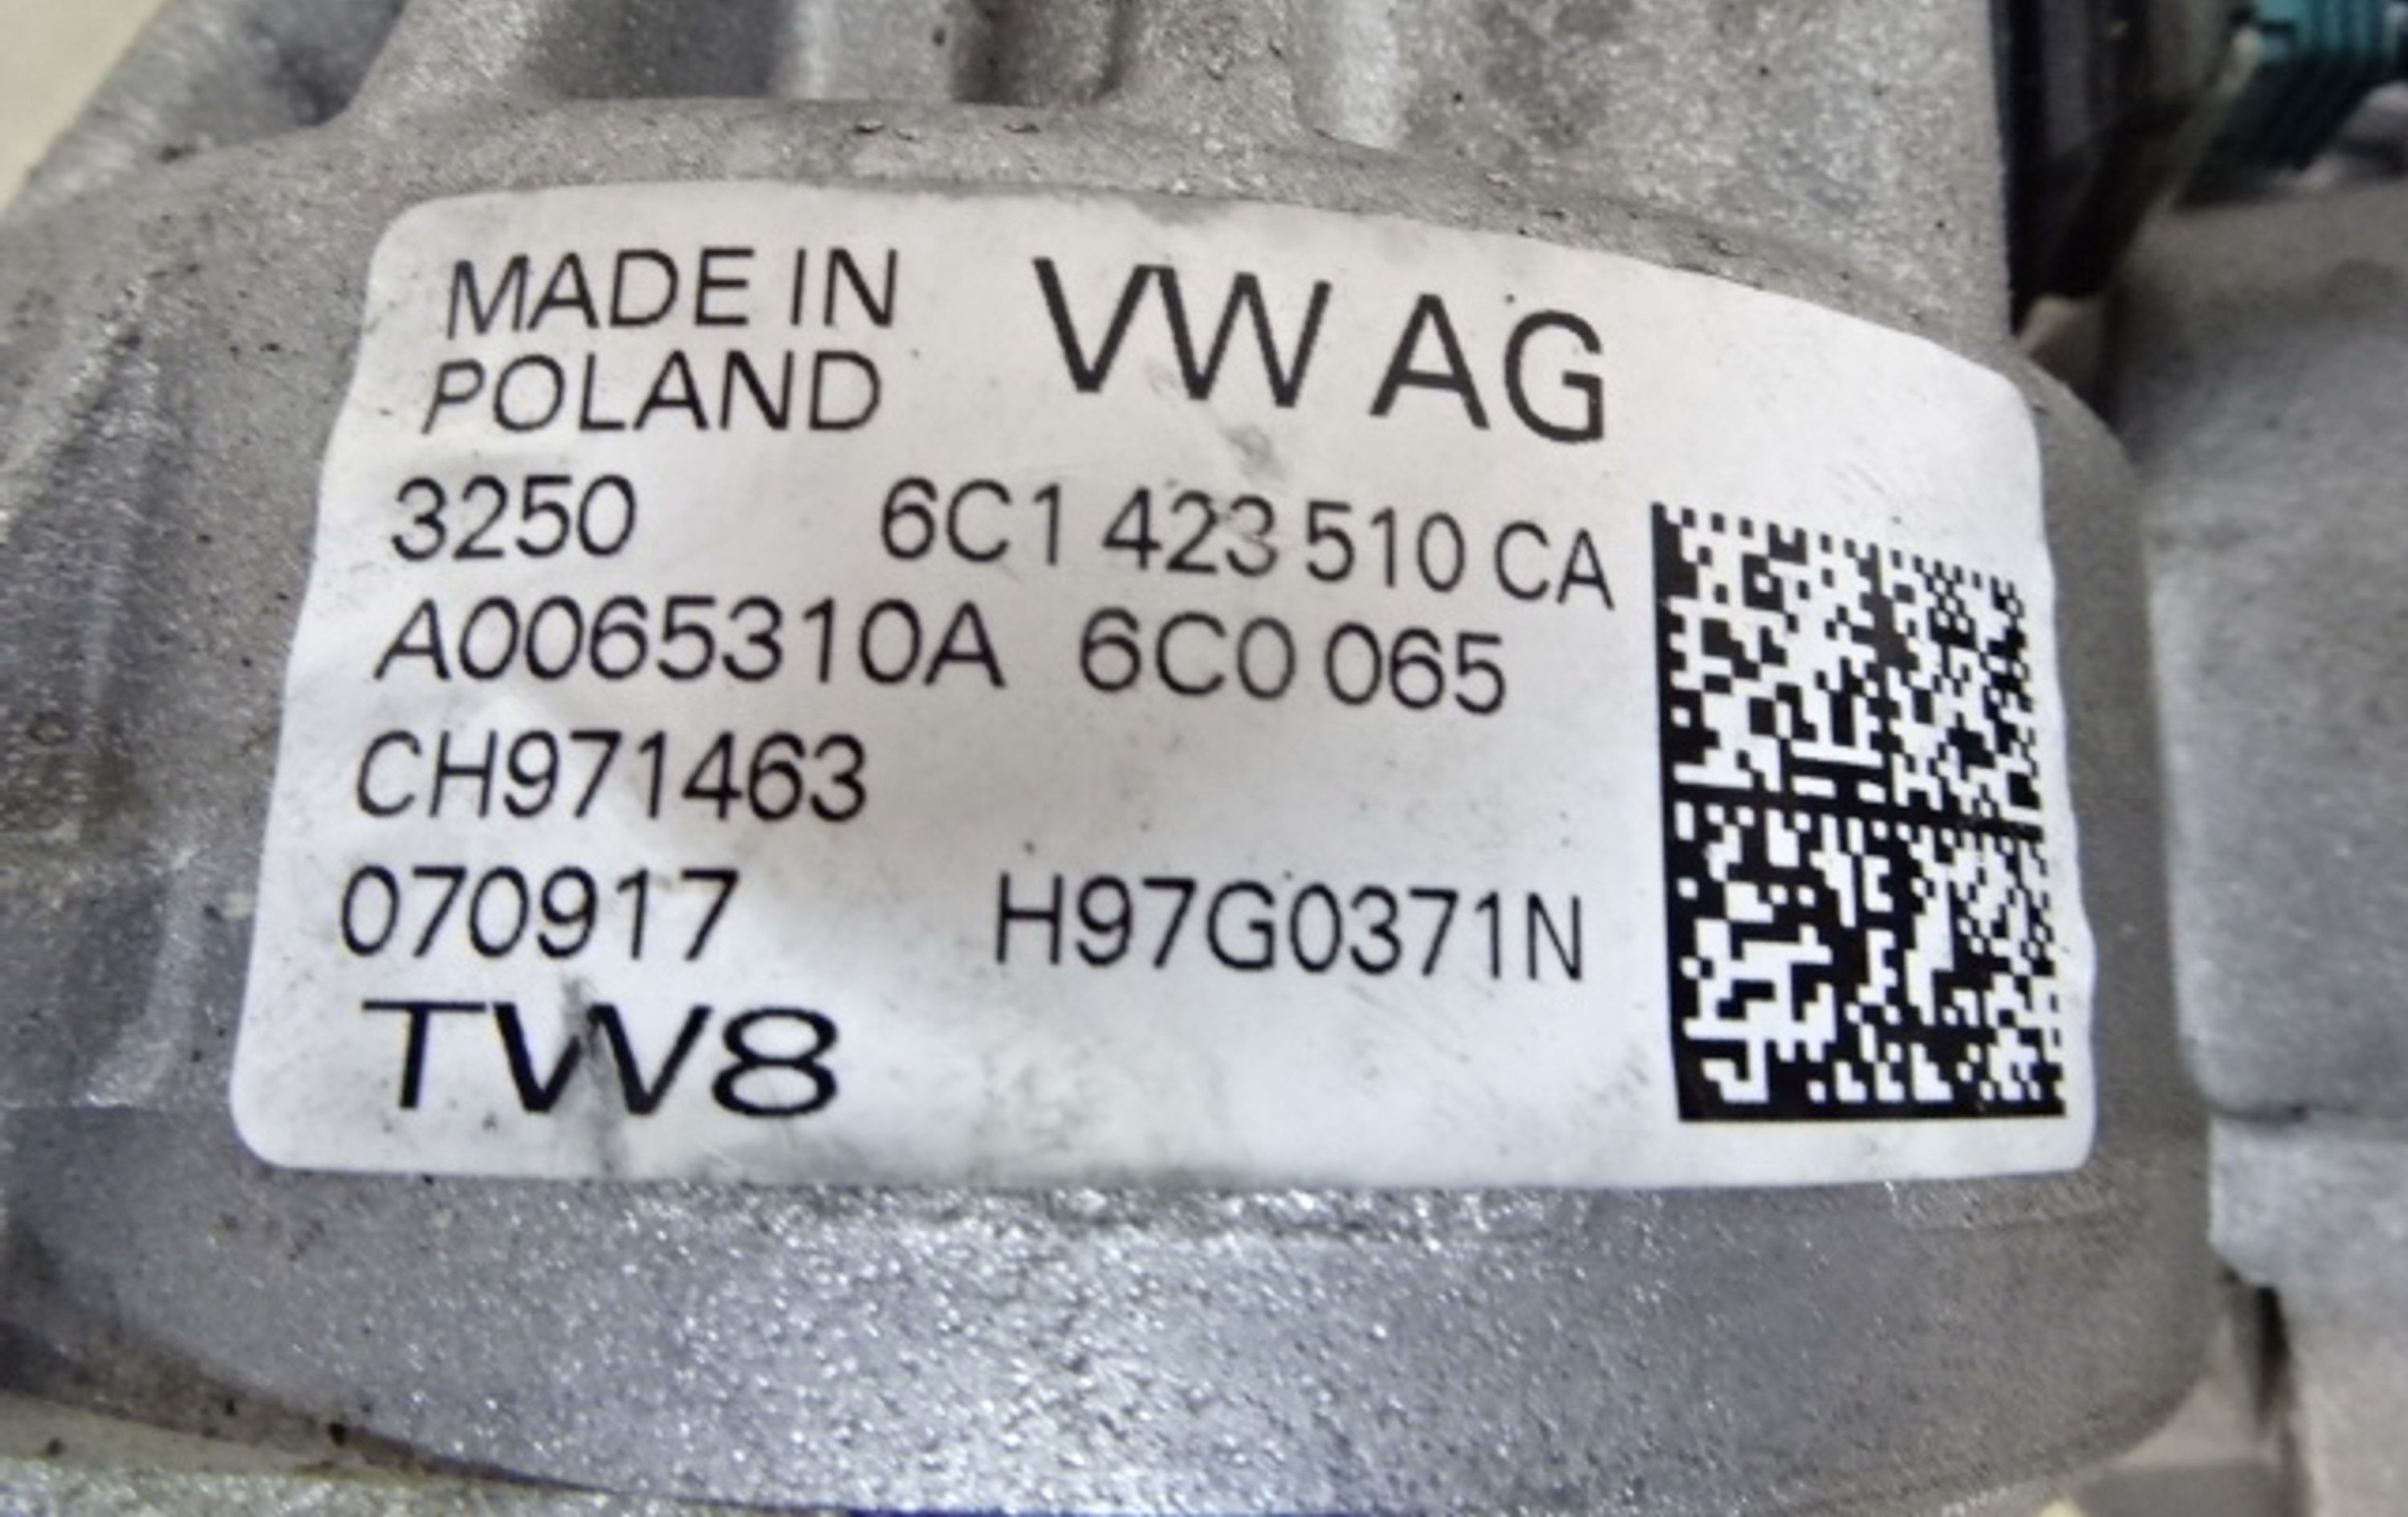 MADE IN
POLAND
VW AG
3250 6C1 423 510 CA
A0065310A 6C0 065
CH971463
070917 H97G0371N
TW8